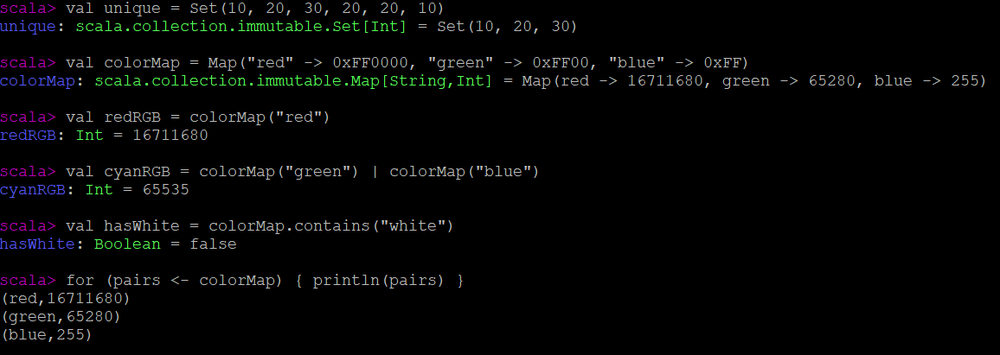 scala> val unique = Set(10, 20, 30, 20, 20, 10)
unique: scala.collection.immutable.Set[Int] = Set(10, 20, 30)
scala> val colorMap = Map("red" -> 0xFF0000, "green" -> 0xFF00, "blue" -> 0xFF)
colorMap: scala.collection.immutable.Map[String,Int] = Map(red -> 16711680, green -> 65280, blue -> 255)
scala> val redRGB = colorMap("red")
redRGB: Int = 16711680
scala> val cyanRGB = colorMap("green") | colorMap("blue")
cyanRGB: Int = 65535
scala> val hasWhite = colorMap.contains("white")
hasWhite: Boolean = false
scala> for (pairs <- colorMap) { println(pairs) }
(red,16711680)
(green,65280)
(blue,255)